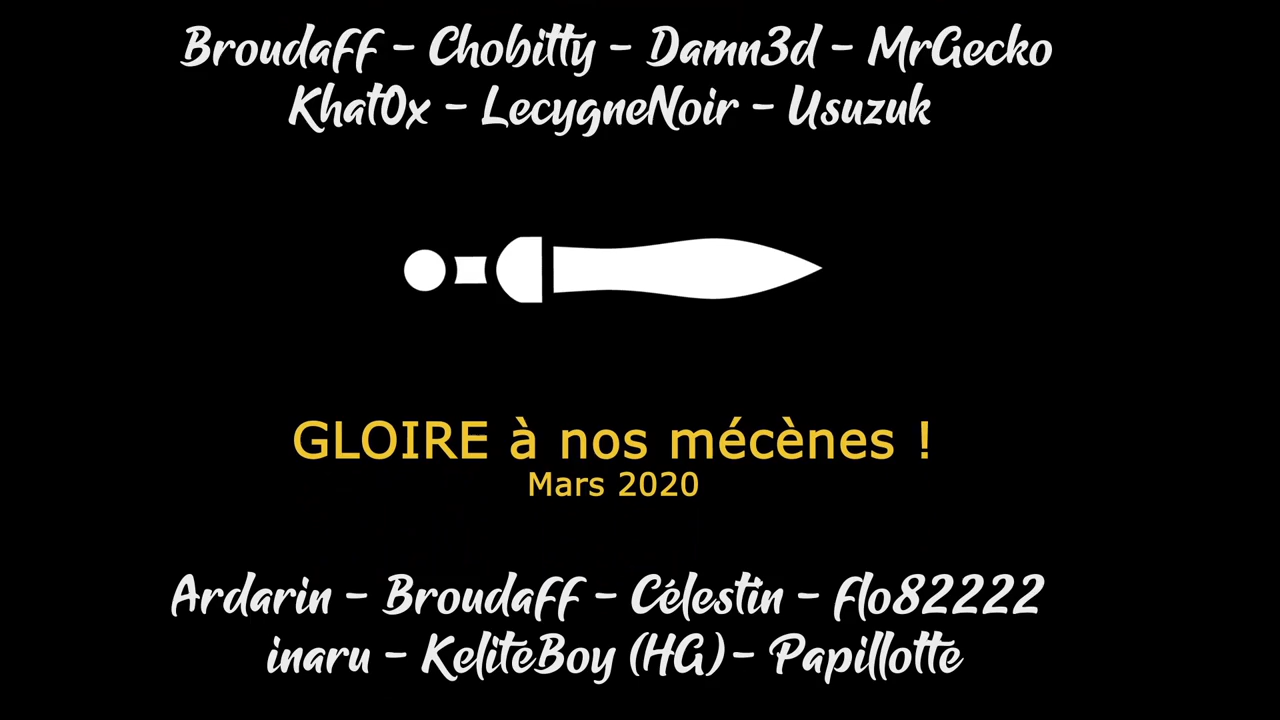 Broudaff - Chobitty - Damn3d - MrGecko
Khat0x - LecygneNoir - Usuzuk
GLOIRE à nos mécènes !
Mars 2020
Ardarin - Broudaff - Célestin - flo82222
inaru - KeliteBoy (HG) - Papillotte